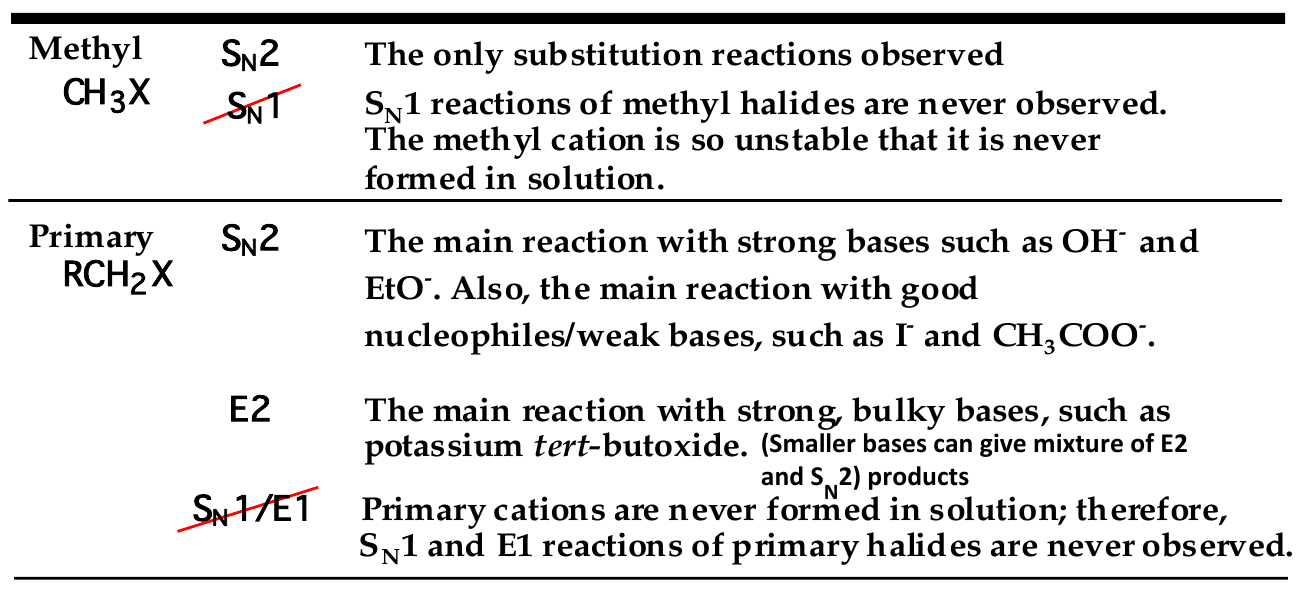 Methyl SN2 The only substitution reactions observed
CH3X SN1 SN1 reactions of methyl halides are never observed.
The methyl cation is so unstable that it is never
formed in solution.
Primary SN2 The main reaction with strong bases such as OH- and
RCH2X EtO-. Also, the main reaction with good
nucleophiles/weak bases, such as I- and CH3COO-.
E2 The main reaction with strong, bulky bases, such as
potassium tert-butoxide. (Smaller bases can give mixture of E2
and SN2) products
SN1/E1 Primary cations are never formed in solution; therefore,
SN1 and E1 reactions of primary halides are never observed.